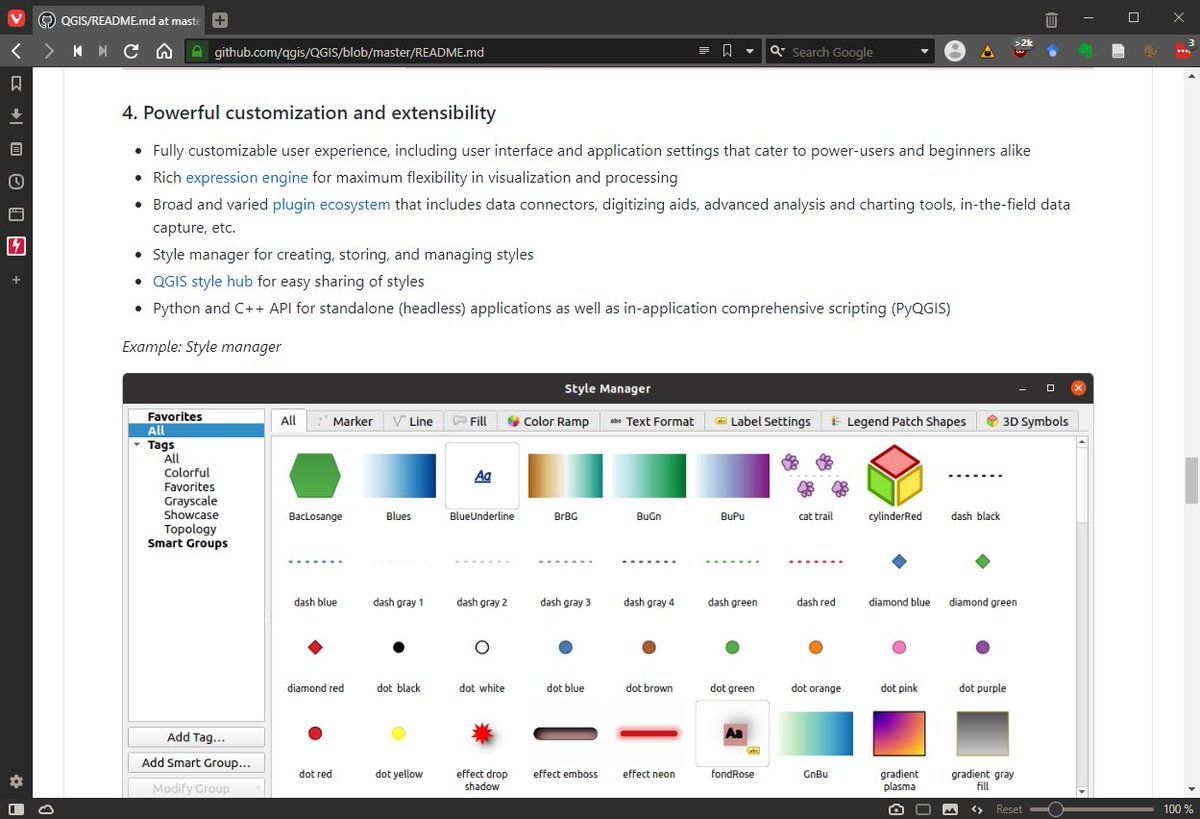 QGIS/README.md at maste
github.com/qgis/QGIS/blob/master/README.md
Search Google
>2k
3
4. Powerful customization and extensibility
Fully customizable user experience, including user interface and application settings that cater to power-users and beginners alike
Rich expression engine for maximum flexibility in visualization and processing
Broad and varied plugin ecosystem that includes data connectors, digitizing aids, advanced analysis and charting tools, in-the-field data
capture, etc.
Style manager for creating, storing, and managing styles
QGIS style hub for easy sharing of styles
Python and C++ API for standalone (headless) applications as well as in-application comprehensive scripting (PyQGIS)
Example: Style manager
Style Manager
Favorites
All
Tags
All
Colorful
Favorites
Grayscale
Showcase
Topology
Smart Groups
Add Tag...
Add Smart Group...
Modify Group
All Marker Line Fill Color Ramp abc Text Format abc Label Settings Legend Patch Shapes 3D Symbols
Aa
BacLosange Blues BlueUnderline BrBG BuGn BuPu cat trail cylinderRed dash black
dash blue dash gray 1 dash gray 2 dash gray 3 dash gray 4 dash green dash red diamond blue diamond green
diamond red dot black dot white dot blue dot brown dot green dot orange dot pink dot purple
Aa
abc
dot red dot yellow effect drop shadow effect emboss effect neon fondRose GnBu gradient plasma gradient gray fill
Reset 100 %